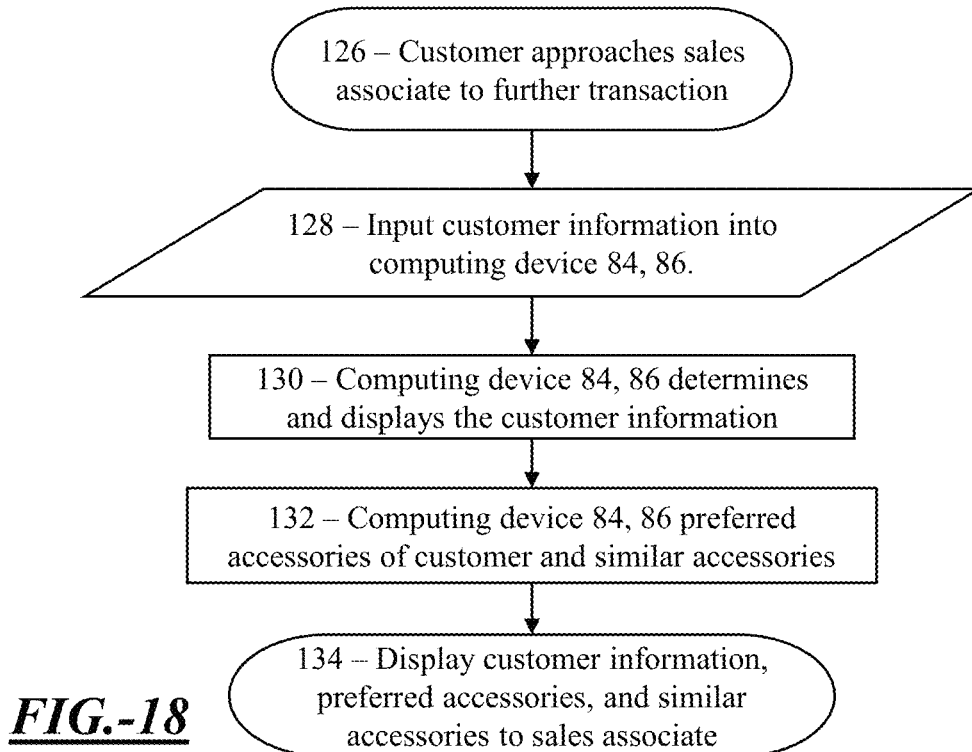 126 – Customer approaches sales
associate to further transaction
128 – Input customer information into
computing device 84, 86.
130 – Computing device 84, 86 determines
and displays the customer information
132 – Computing device 84, 86 preferred
accessories of customer and similar accessories
134 – Display customer information,
preferred accessories, and similar
accessories to sales associate
FIG.-18